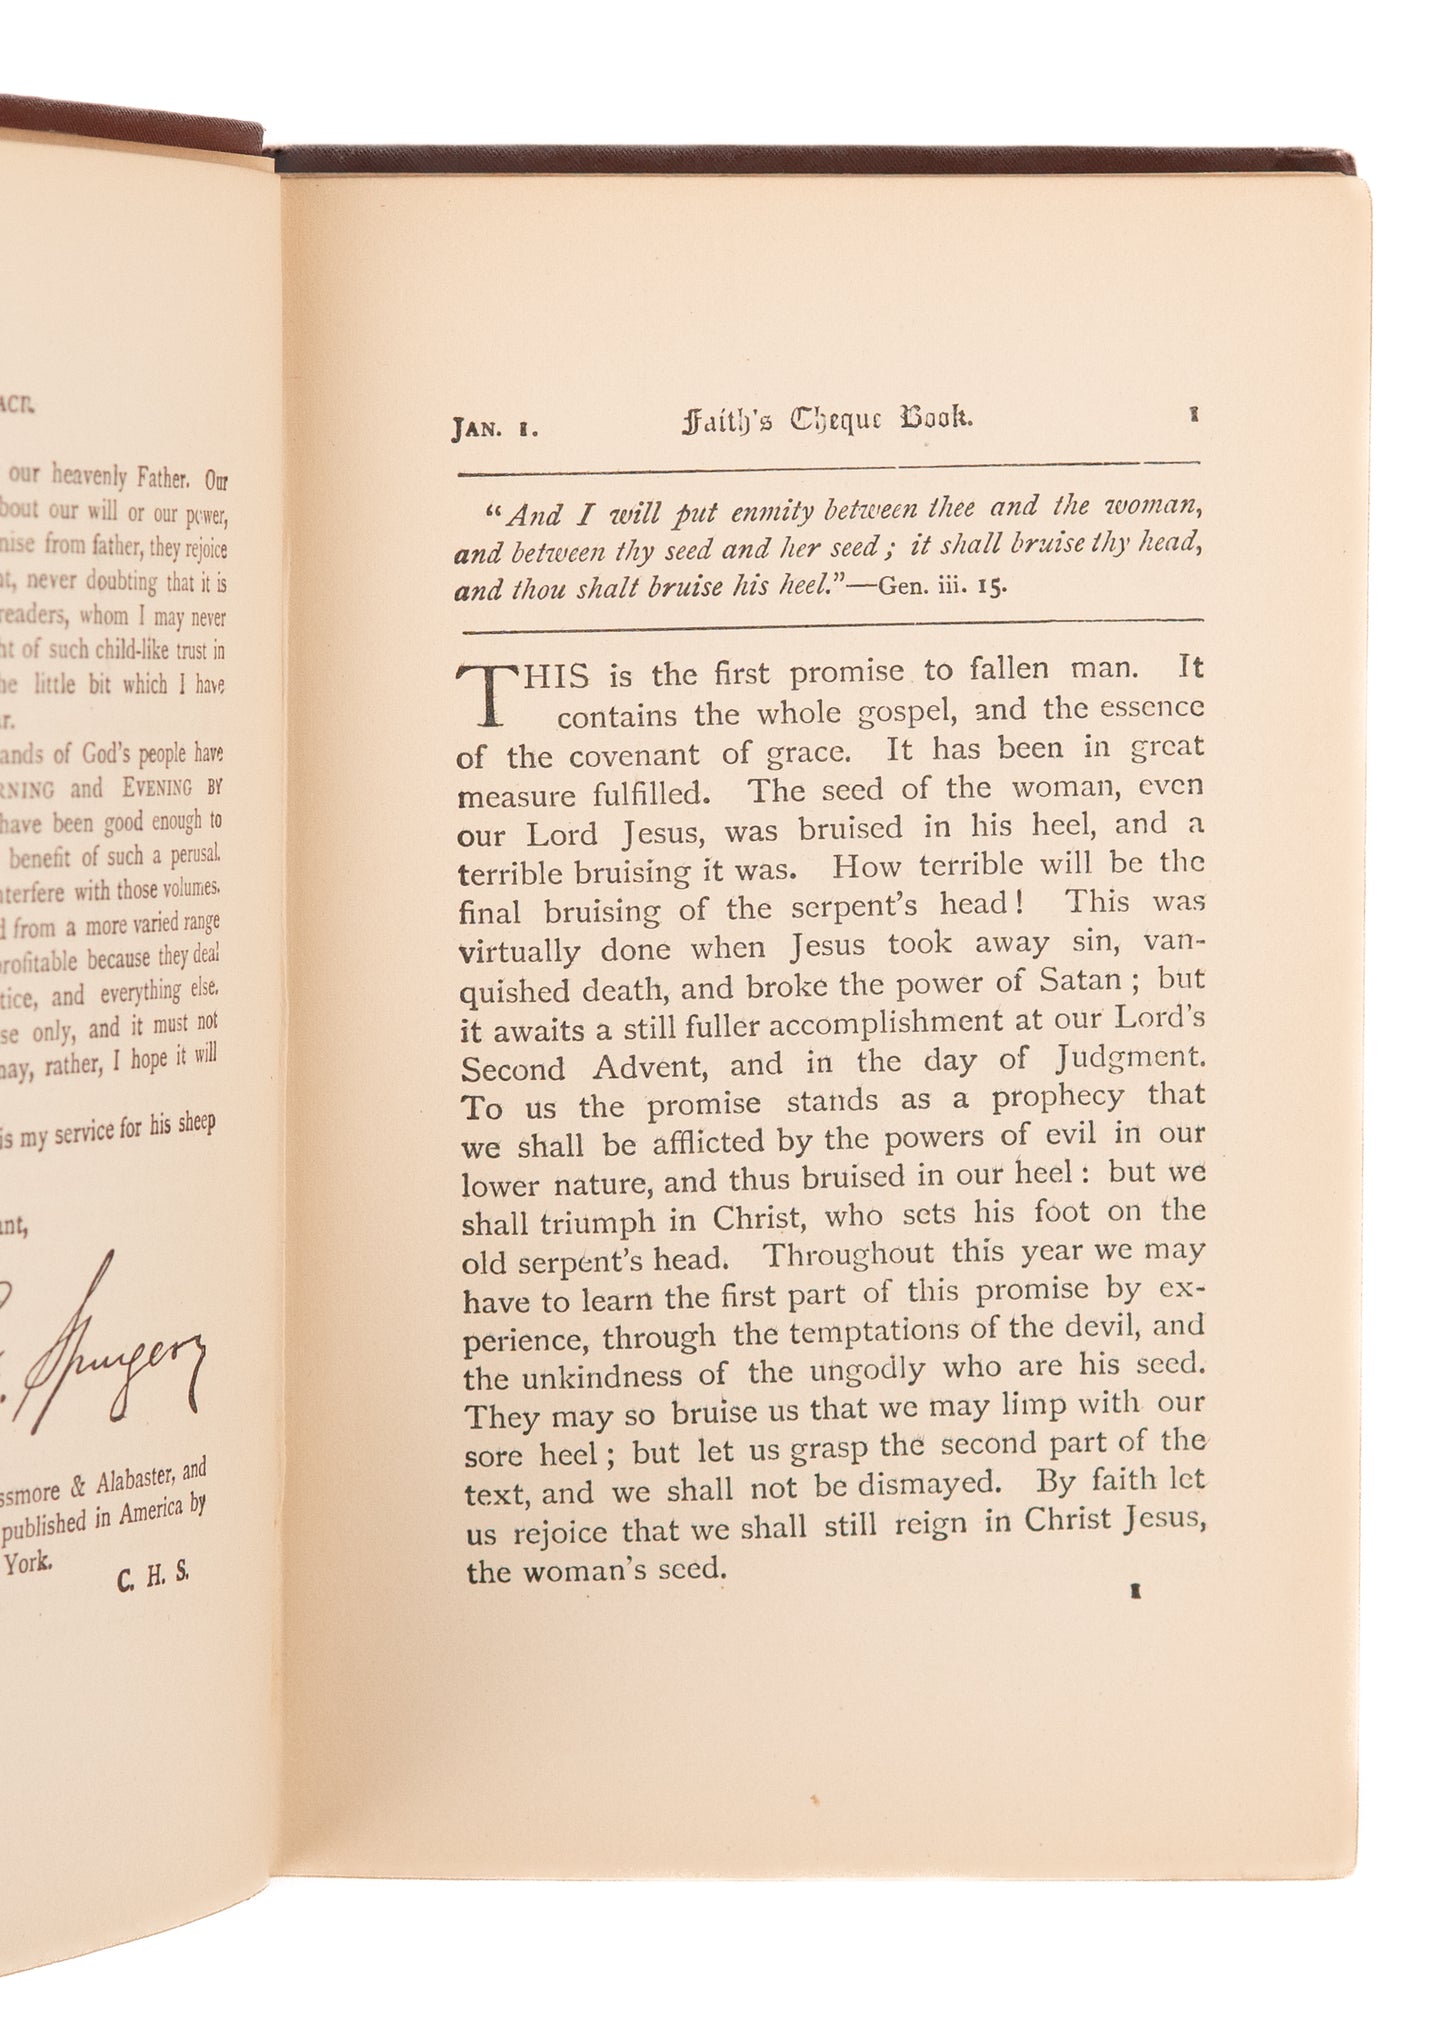 our heavenly Father. Our
our will or our power,
from father, they rejoice
never doubting that it is
readers, whom I may never
of such child-like trust in
little bit which I have
of God's people have
and EVENING BY
have been good enough to
benefit of such a perusal.
with those volumes.
from a more varied range
because they deal
and everything else.
only, and it must not
rather, I hope it will
is my service for his sheep
Spurgeon
& Alabaster, and
published in America by
York.
C. H. S.
JAN. 1. Faith's Cheque Book. 1
"And I will put enmity between thee and the woman,
and between thy seed and her seed; it shall bruise thy head,
and thou shalt bruise his heel."—Gen. iii. 15.
THIS is the first promise to fallen man. It
contains the whole gospel, and the essence
of the covenant of grace. It has been in great
measure fulfilled. The seed of the woman, even
our Lord Jesus, was bruised in his heel, and a
terrible bruising it was. How terrible will be the
final bruising of the serpent's head! This was
virtually done when Jesus took away sin, van-
quished death, and broke the power of Satan; but
it awaits a still fuller accomplishment at our Lord's
Second Advent, and in the day of Judgment.
To us the promise stands as a prophecy that
we shall be afflicted by the powers of evil in our
lower nature, and thus bruised in our heel: but we
shall triumph in Christ, who sets his foot on the
old serpent's head. Throughout this year we may
have to learn the first part of this promise by ex-
perience, through the temptations of the devil, and
the unkindness of the ungodly who are his seed.
They may so bruise us that we may limp with our
sore heel; but let us grasp the second part of the
text, and we shall not be dismayed. By faith let
us rejoice that we shall still reign in Christ Jesus,
the woman's seed.
1